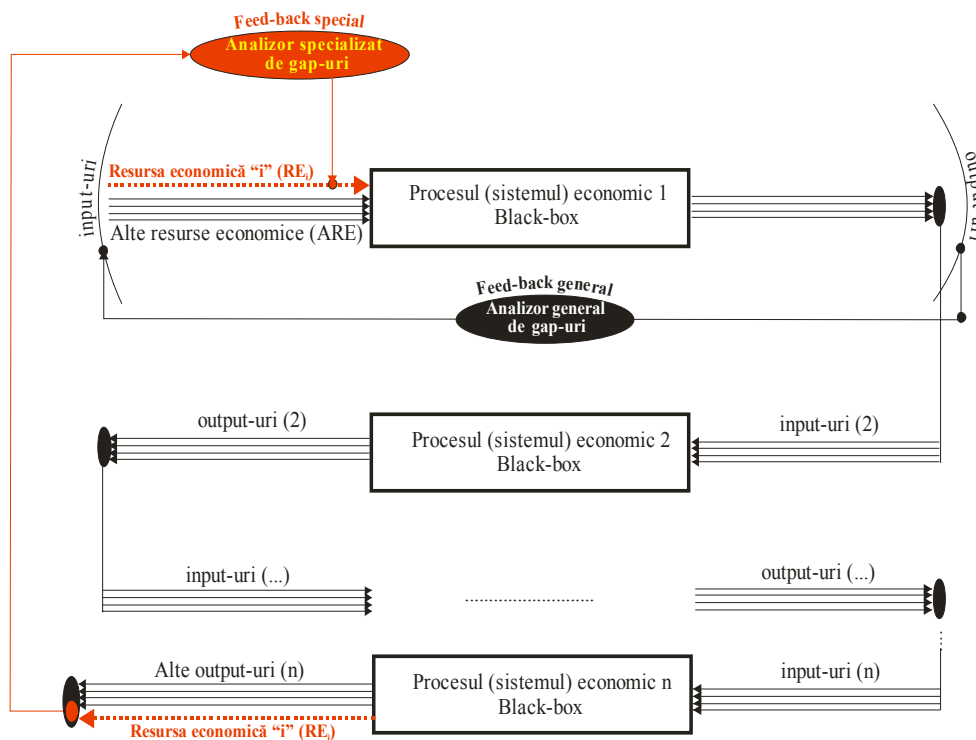 Feed-back special
Analizor specializat
de gap-uri
input-uri
output-uri
Resursa economică “i” (REi)
Procesul (sistemul) economic 1
Black-box
Alte resurse economice (ARE)
Feed-back general
Analizor general
de gap-uri
output-uri (2)
Procesul (sistemul) economic 2
Black-box
input-uri (2)
input-uri (...)
...........................
output-uri (...)
.....
Alte output-uri (n)
Procesul (sistemul) economic n
Black-box
input-uri (n)
Resursa economică “i” (REi)